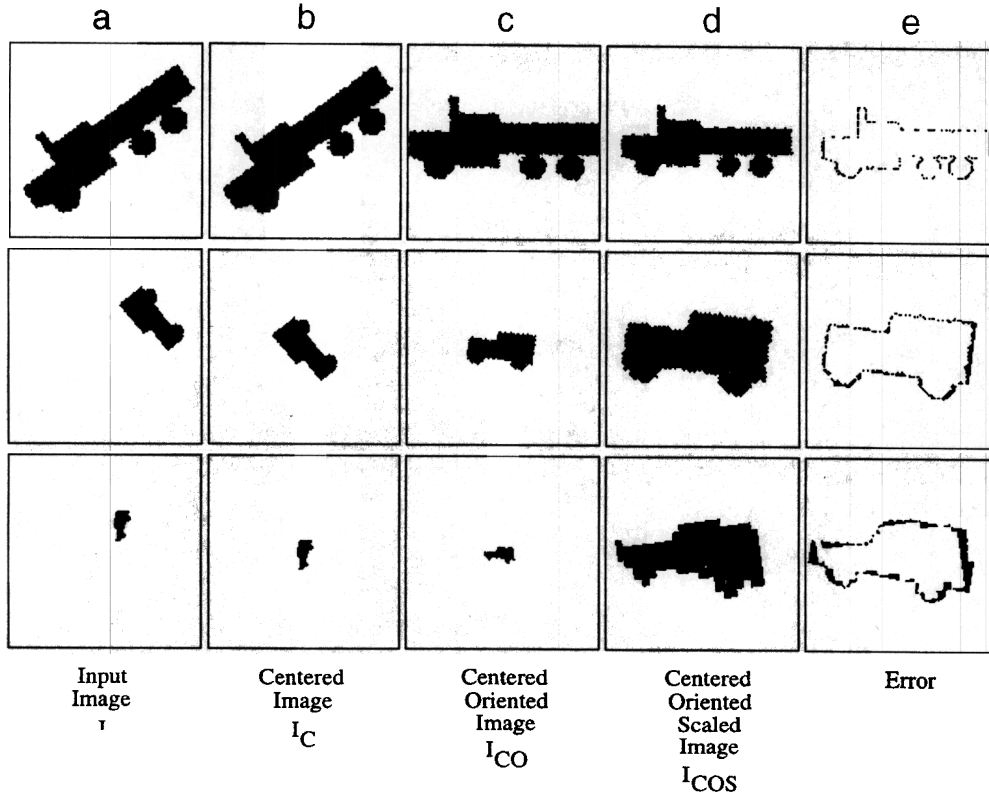 a b c d e
Input
Image
I
Centered
Image
I_C
Centered
Oriented
Image
I_CO
Centered
Oriented
Scaled
Image
I_COS
Error